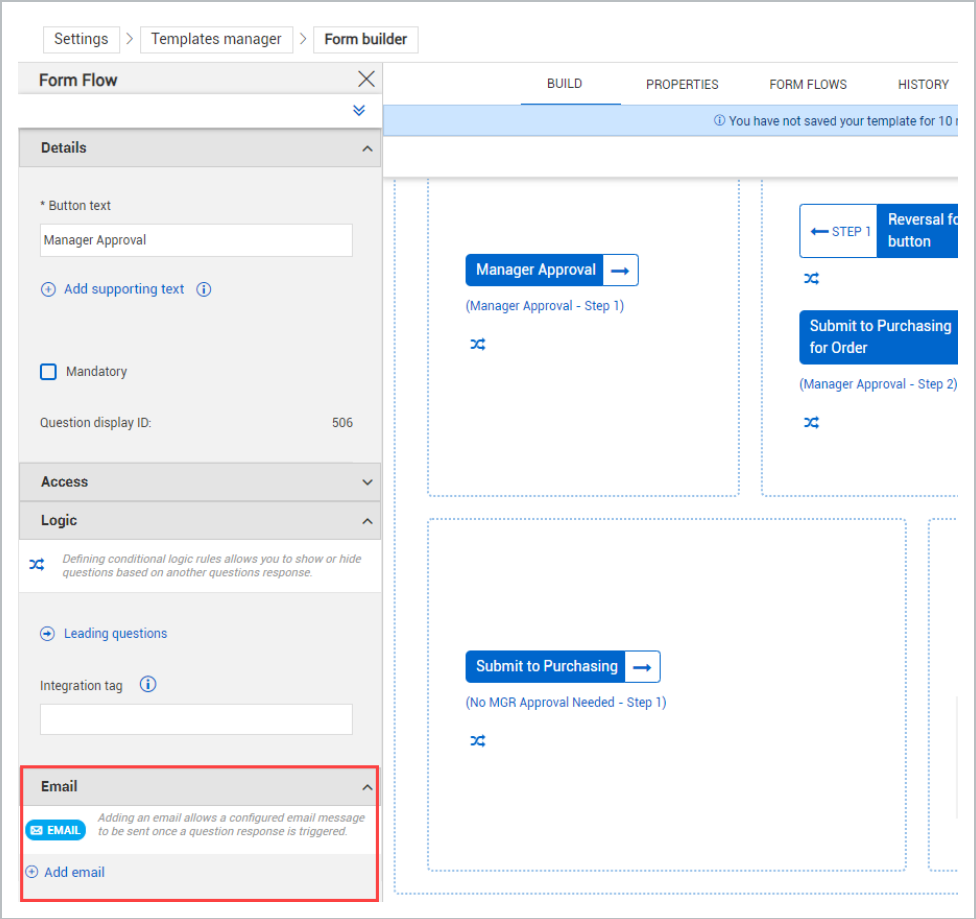 Settings > Templates manager > Form builder
Form Flow
BUILD PROPERTIES FORM FLOWS HISTORY
You have not saved your template for 10
Details
* Button text
Manager Approval
Add supporting text
Mandatory
Question display ID: 506
Access
Logic
Defining conditional logic rules allows you to show or hide
questions based on another questions response.
Leading questions
Integration tag
Email
EMAIL
Adding an email allows a configured email message
to be sent once a question response is triggered.
Add email
Manager Approval
(Manager Approval - Step 1)
STEP 1
Reversal
button
Submit to Purchasing
for Order
(Manager Approval - Step 2)
Submit to Purchasing
(No MGR Approval Needed - Step 1)